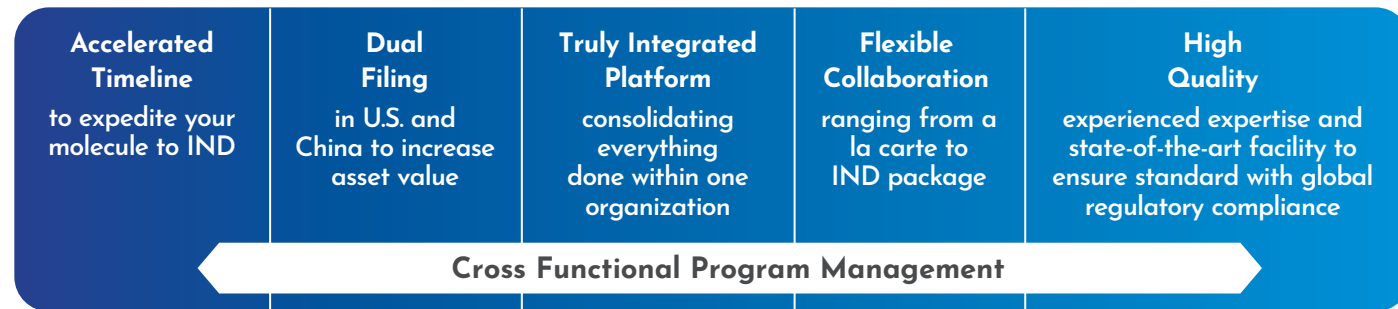 Accelerated
Timeline
to expedite your
molecule to IND
Dual
Filing
in U.S. and
China to increase
asset value
Truly Integrated
Platform
consolidating
everything
done within one
organization
Flexible
Collaboration
ranging from a
la carte to
IND package
High
Quality
experienced expertise and
state-of-the-art facility to
ensure standard with global
regulatory compliance
Cross Functional Program Management